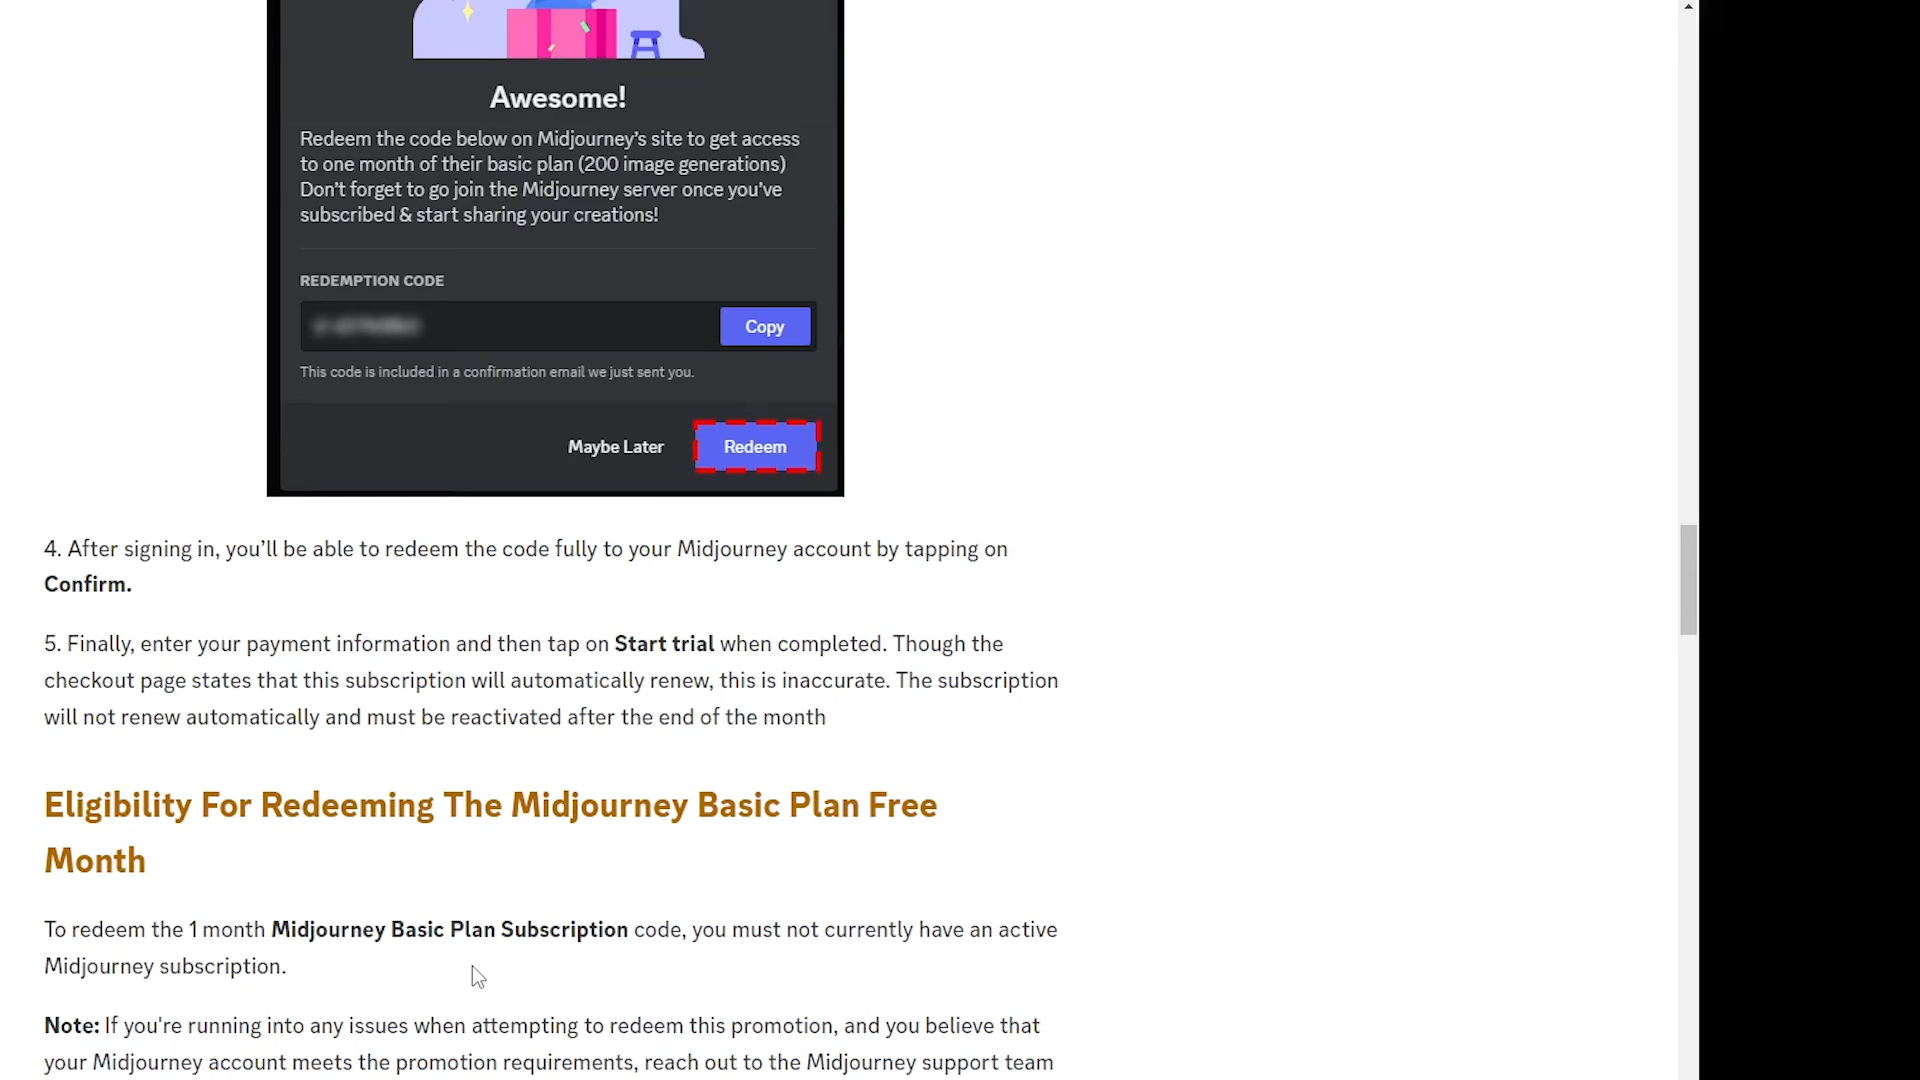 Awesome!
Redeem the code below on Midjourney's site to get access
to one month of their basic plan (200 image generations)
Don't forget to go join the Midjourney server once you've
subscribed & start sharing your creations!
REDEMPTION CODE
Copy
This code is included in a confirmation email we just sent you.
Maybe Later
Redeem
4. After signing in, you’ll be able to redeem the code fully to your Midjourney account by tapping on
Confirm.
5. Finally, enter your payment information and then tap on Start trial when completed. Though the
checkout page states that this subscription will automatically renew, this is inaccurate. The subscription
will not renew automatically and must be reactivated after the end of the month
Eligibility For Redeeming The Midjourney Basic Plan Free
Month
To redeem the 1 month Midjourney Basic Plan Subscription code, you must not currently have an active
Midjourney subscription.
Note: If you're running into any issues when attempting to redeem this promotion, and you believe that
your Midjourney account meets the promotion requirements, reach out to the Midjourney support team